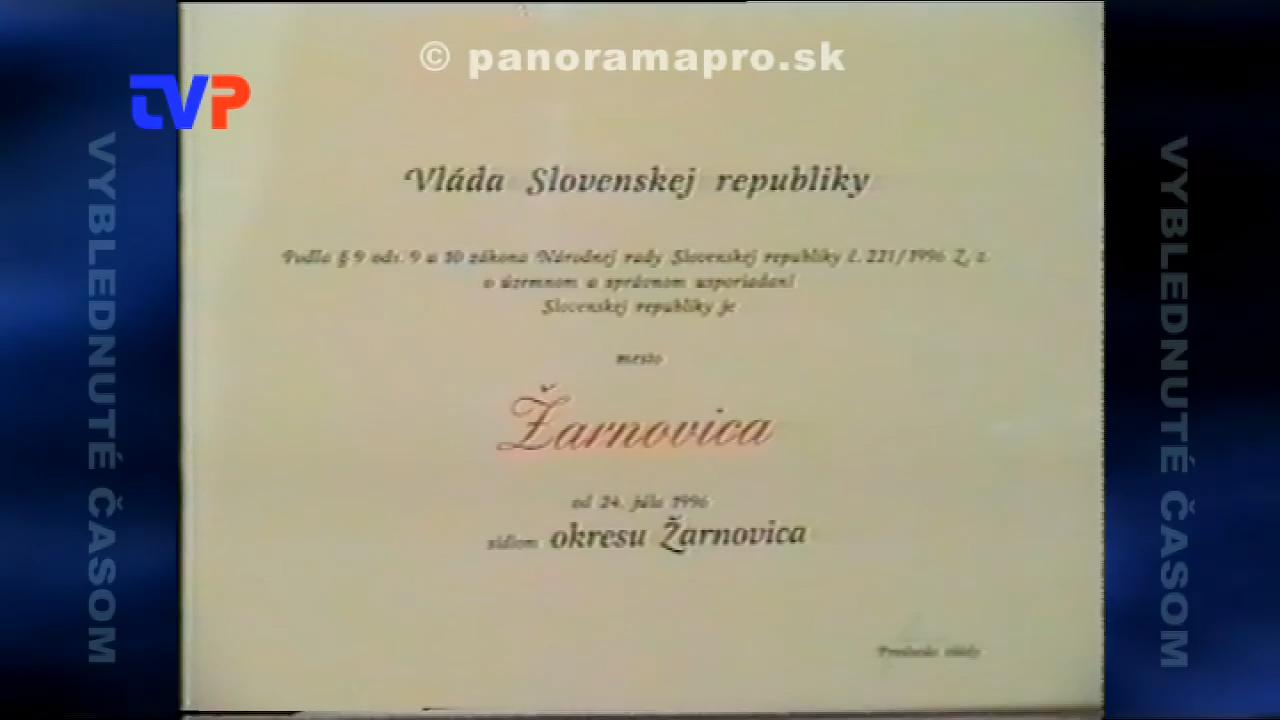 © panoramapro.sk
TVP
VYBLEDNUTÉ ČASOM
Vláda Slovenskej republiky
Podľa § 9 ods. 9 a 10 zákona Národnej rady Slovenskej republiky č. 221/1996 Z. z.
o územnom a správnom usporiadaní
Slovenskej republiky je
mesto
Žarnovica
od 24. júla 1996
sídlom okresu Žarnovica
Predseda vlády
VYBLEDNUTÉ ČASOM